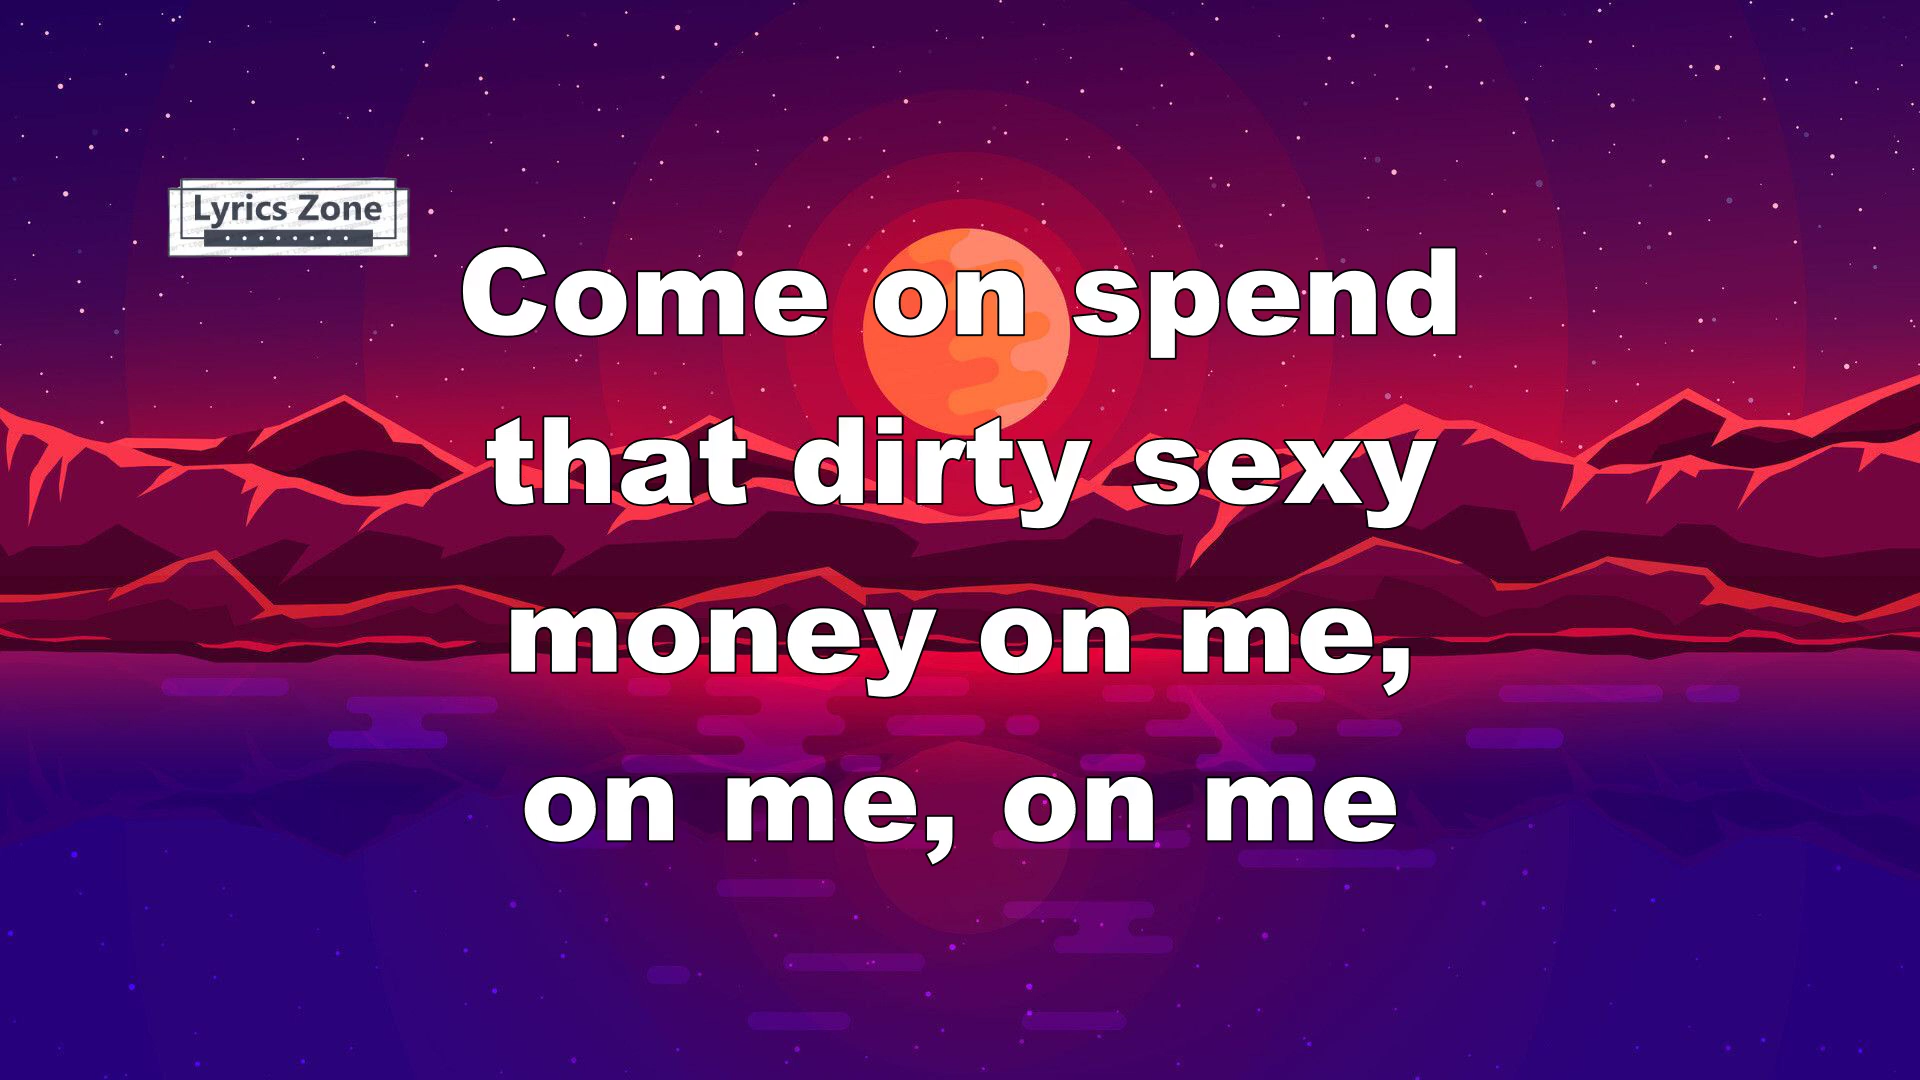 Lyrics Zone
Come on spend
that dirty sexy
money on me,
on me, on me